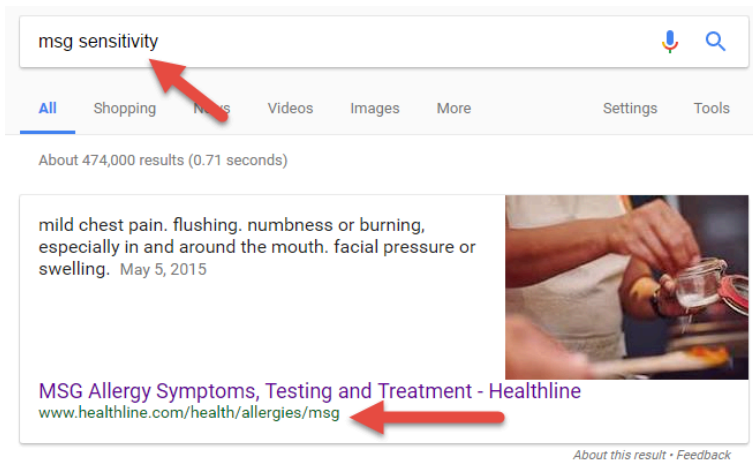 msg sensitivity
All Shopping News Videos Images More Settings Tools
About 474,000 results (0.71 seconds)
mild chest pain. flushing. numbness or burning,
especially in and around the mouth. facial pressure or
swelling. May 5, 2015
MSG Allergy Symptoms, Testing and Treatment - Healthline
www.healthline.com/health/allergies/msg
About this result • Feedback